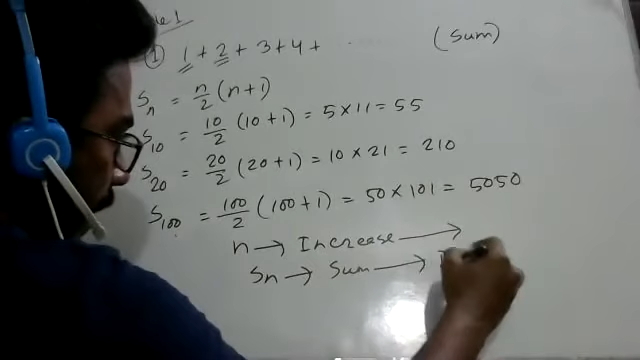 ① 1 + 2 + 3 + 4 + ..... (Sum)
Sₙ = n/2 (n+1)
S₁₀ = 10/2 (10+1) = 5 × 11 = 55
S₂₀ = 20/2 (20+1) = 10 × 21 = 210
S₁₀₀ = 100/2 (100+1) = 50 × 101 = 5050
n → Increase →
Sₙ → Sum →